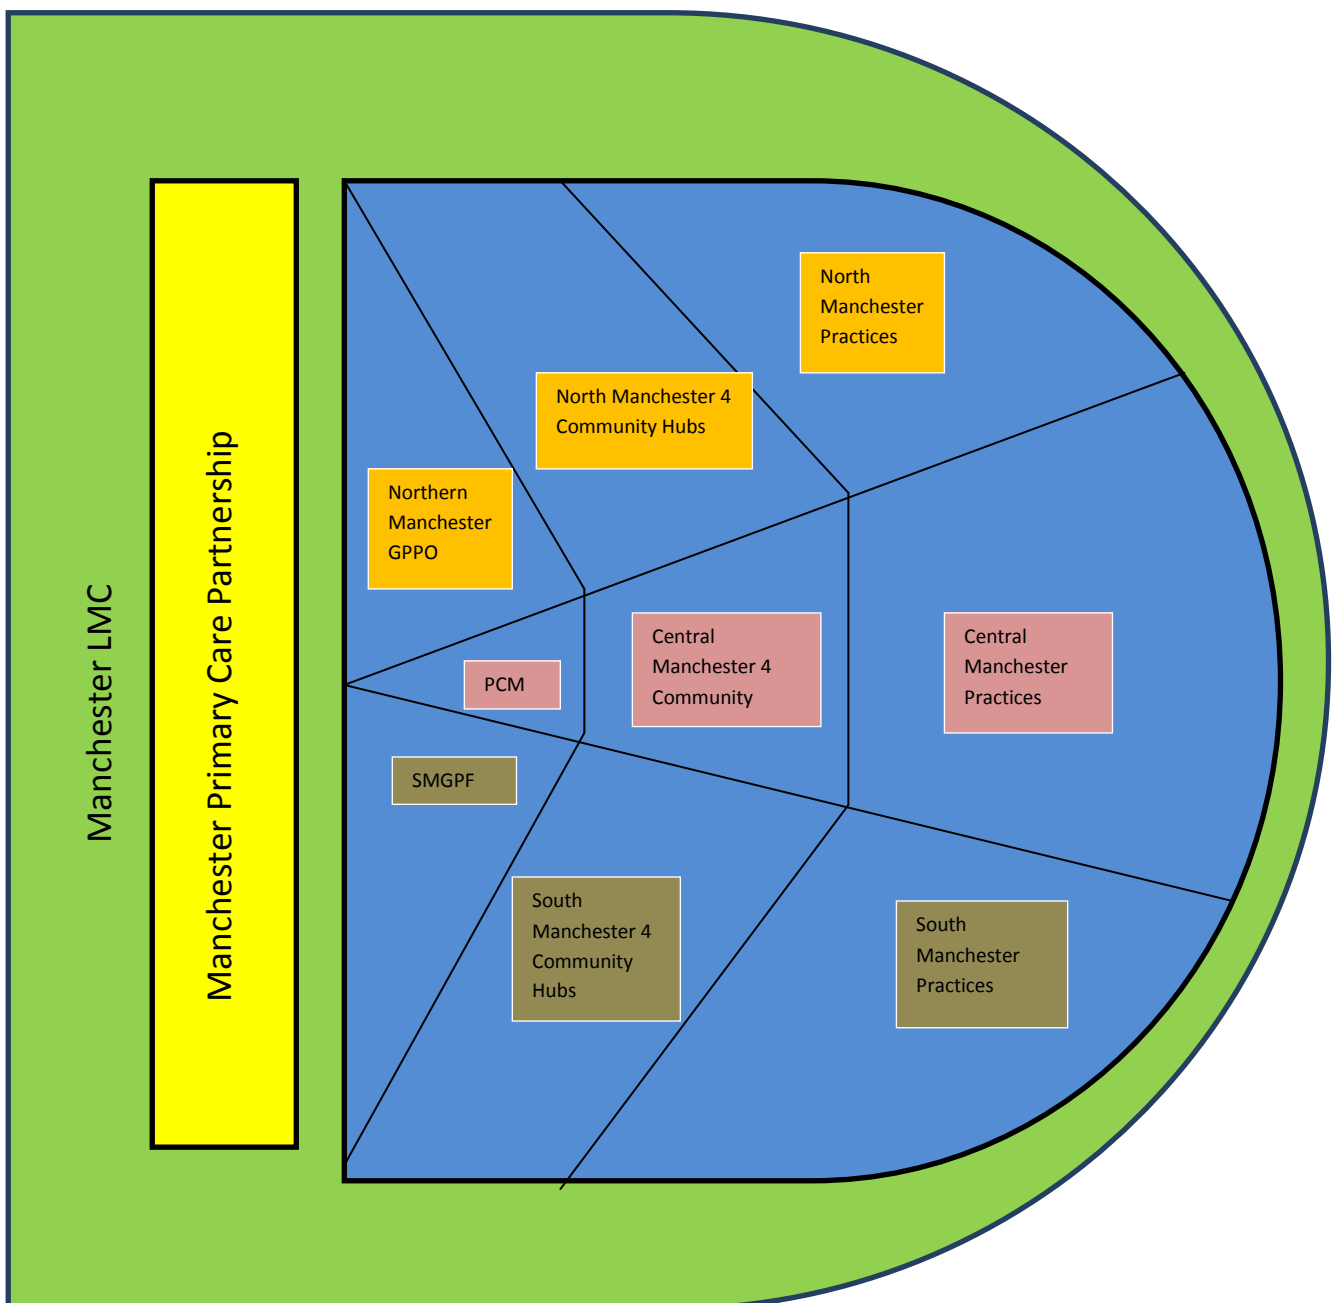 Manchester LMC
Manchester Primary Care Partnership
North
Manchester
Practices
North Manchester 4
Community Hubs
Northern
Manchester
GPPO
PCM
Central
Manchester 4
Community
Central
Manchester
Practices
SMGPF
South
Manchester 4
Community
Hubs
South
Manchester
Practices